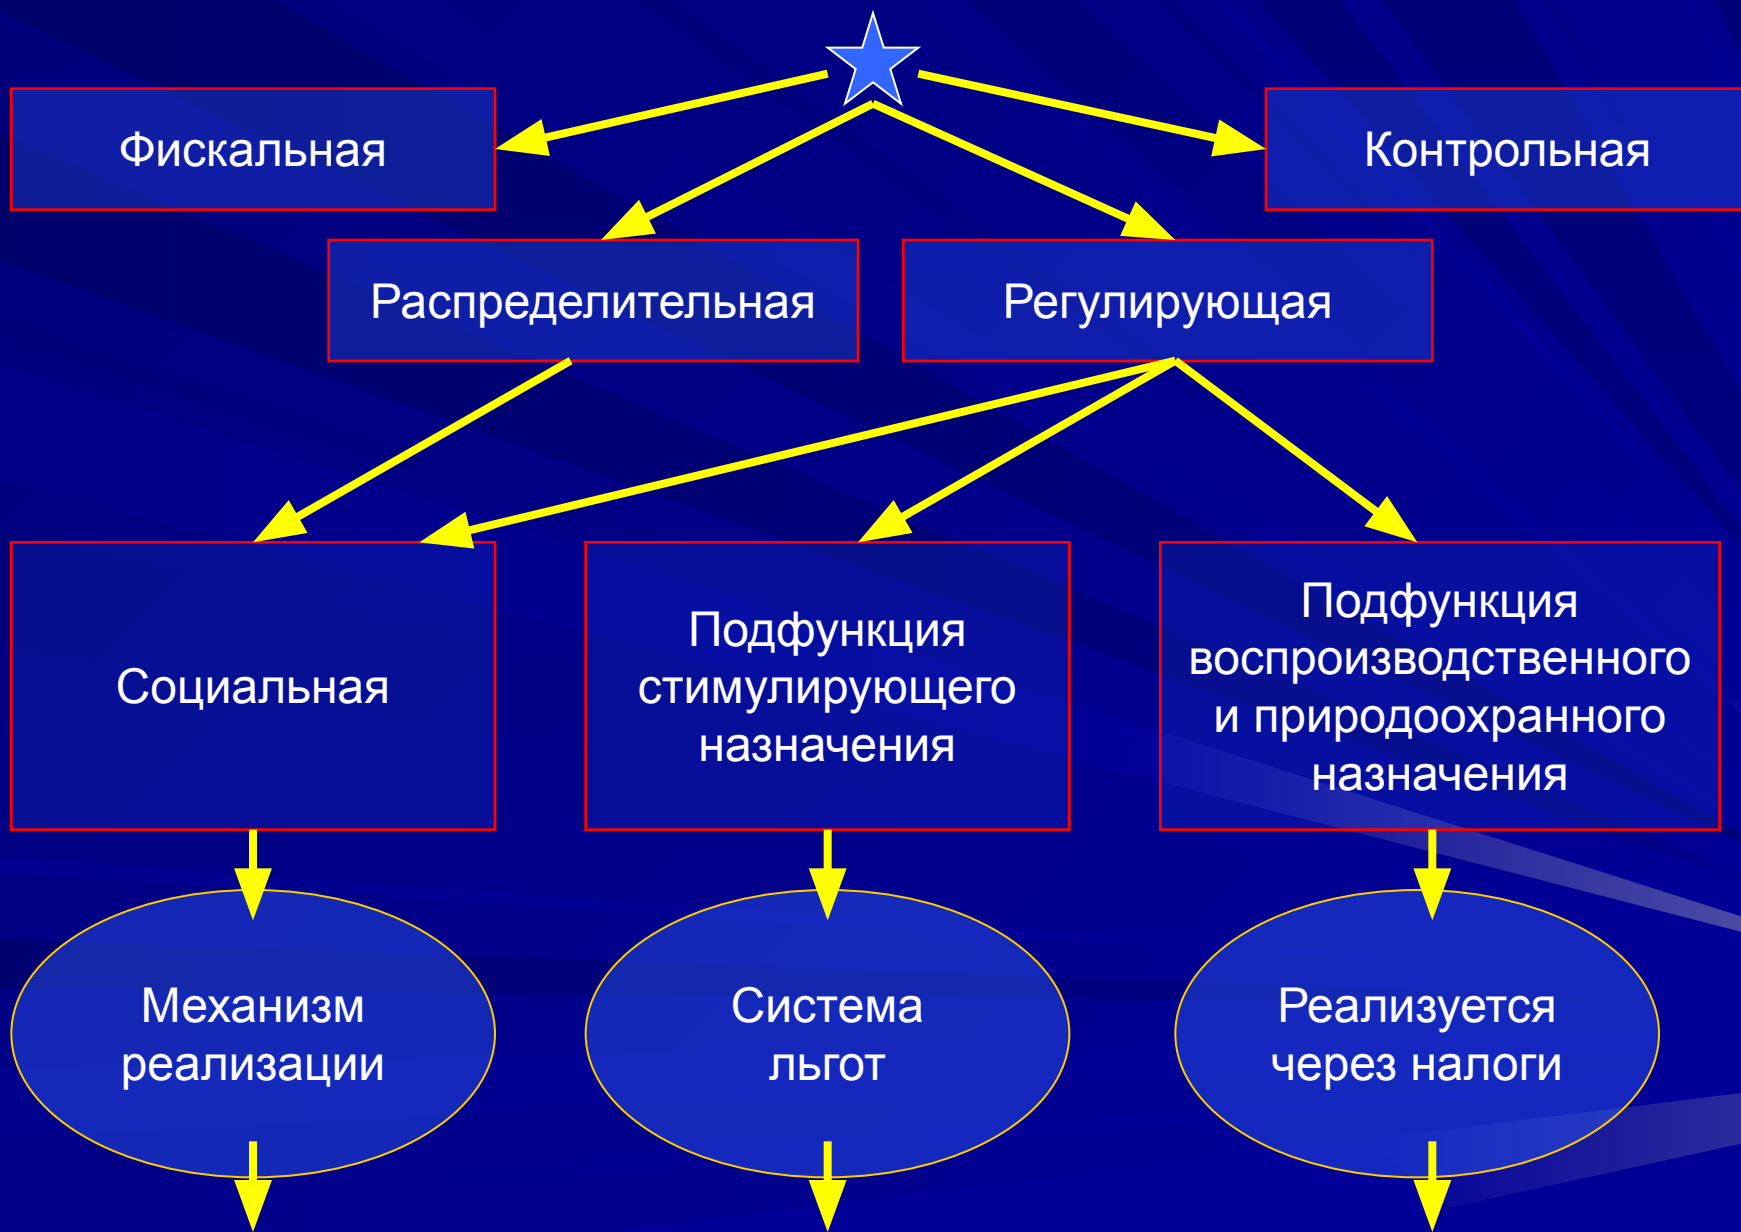 Фискальная
Контрольная
Распределительная
Регулирующая
Социальная
Подфункция
стимулирующего
назначения
Подфункция
воспроизводственного
и природоохранного
назначения
Механизм
реализации
Система
льгот
Реализуется
через налоги